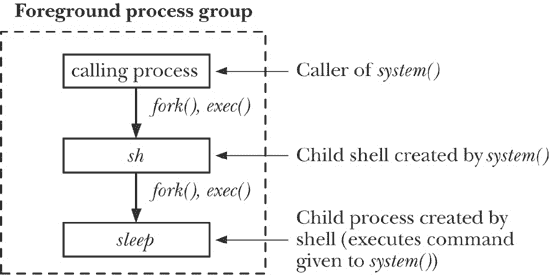 Foreground process group
calling process
Caller of system()
fork(), exec()
sh
Child shell created by system()
fork(), exec()
sleep
Child process created by
shell (executes command
given to system())